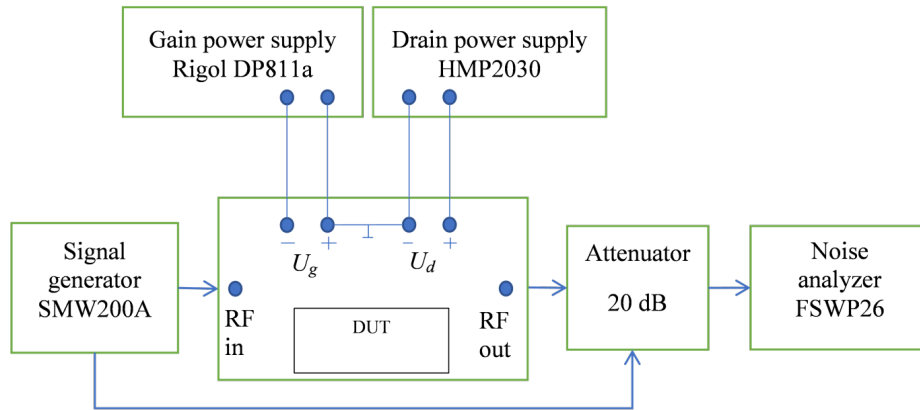 Gain power supply
Rigol DP811a
Drain power supply
HMP2030
Signal
generator
SMW200A
− + − +
U_g U_d
RF
in
DUT
RF
out
Attenuator
20 dB
Noise
analyzer
FSWP26